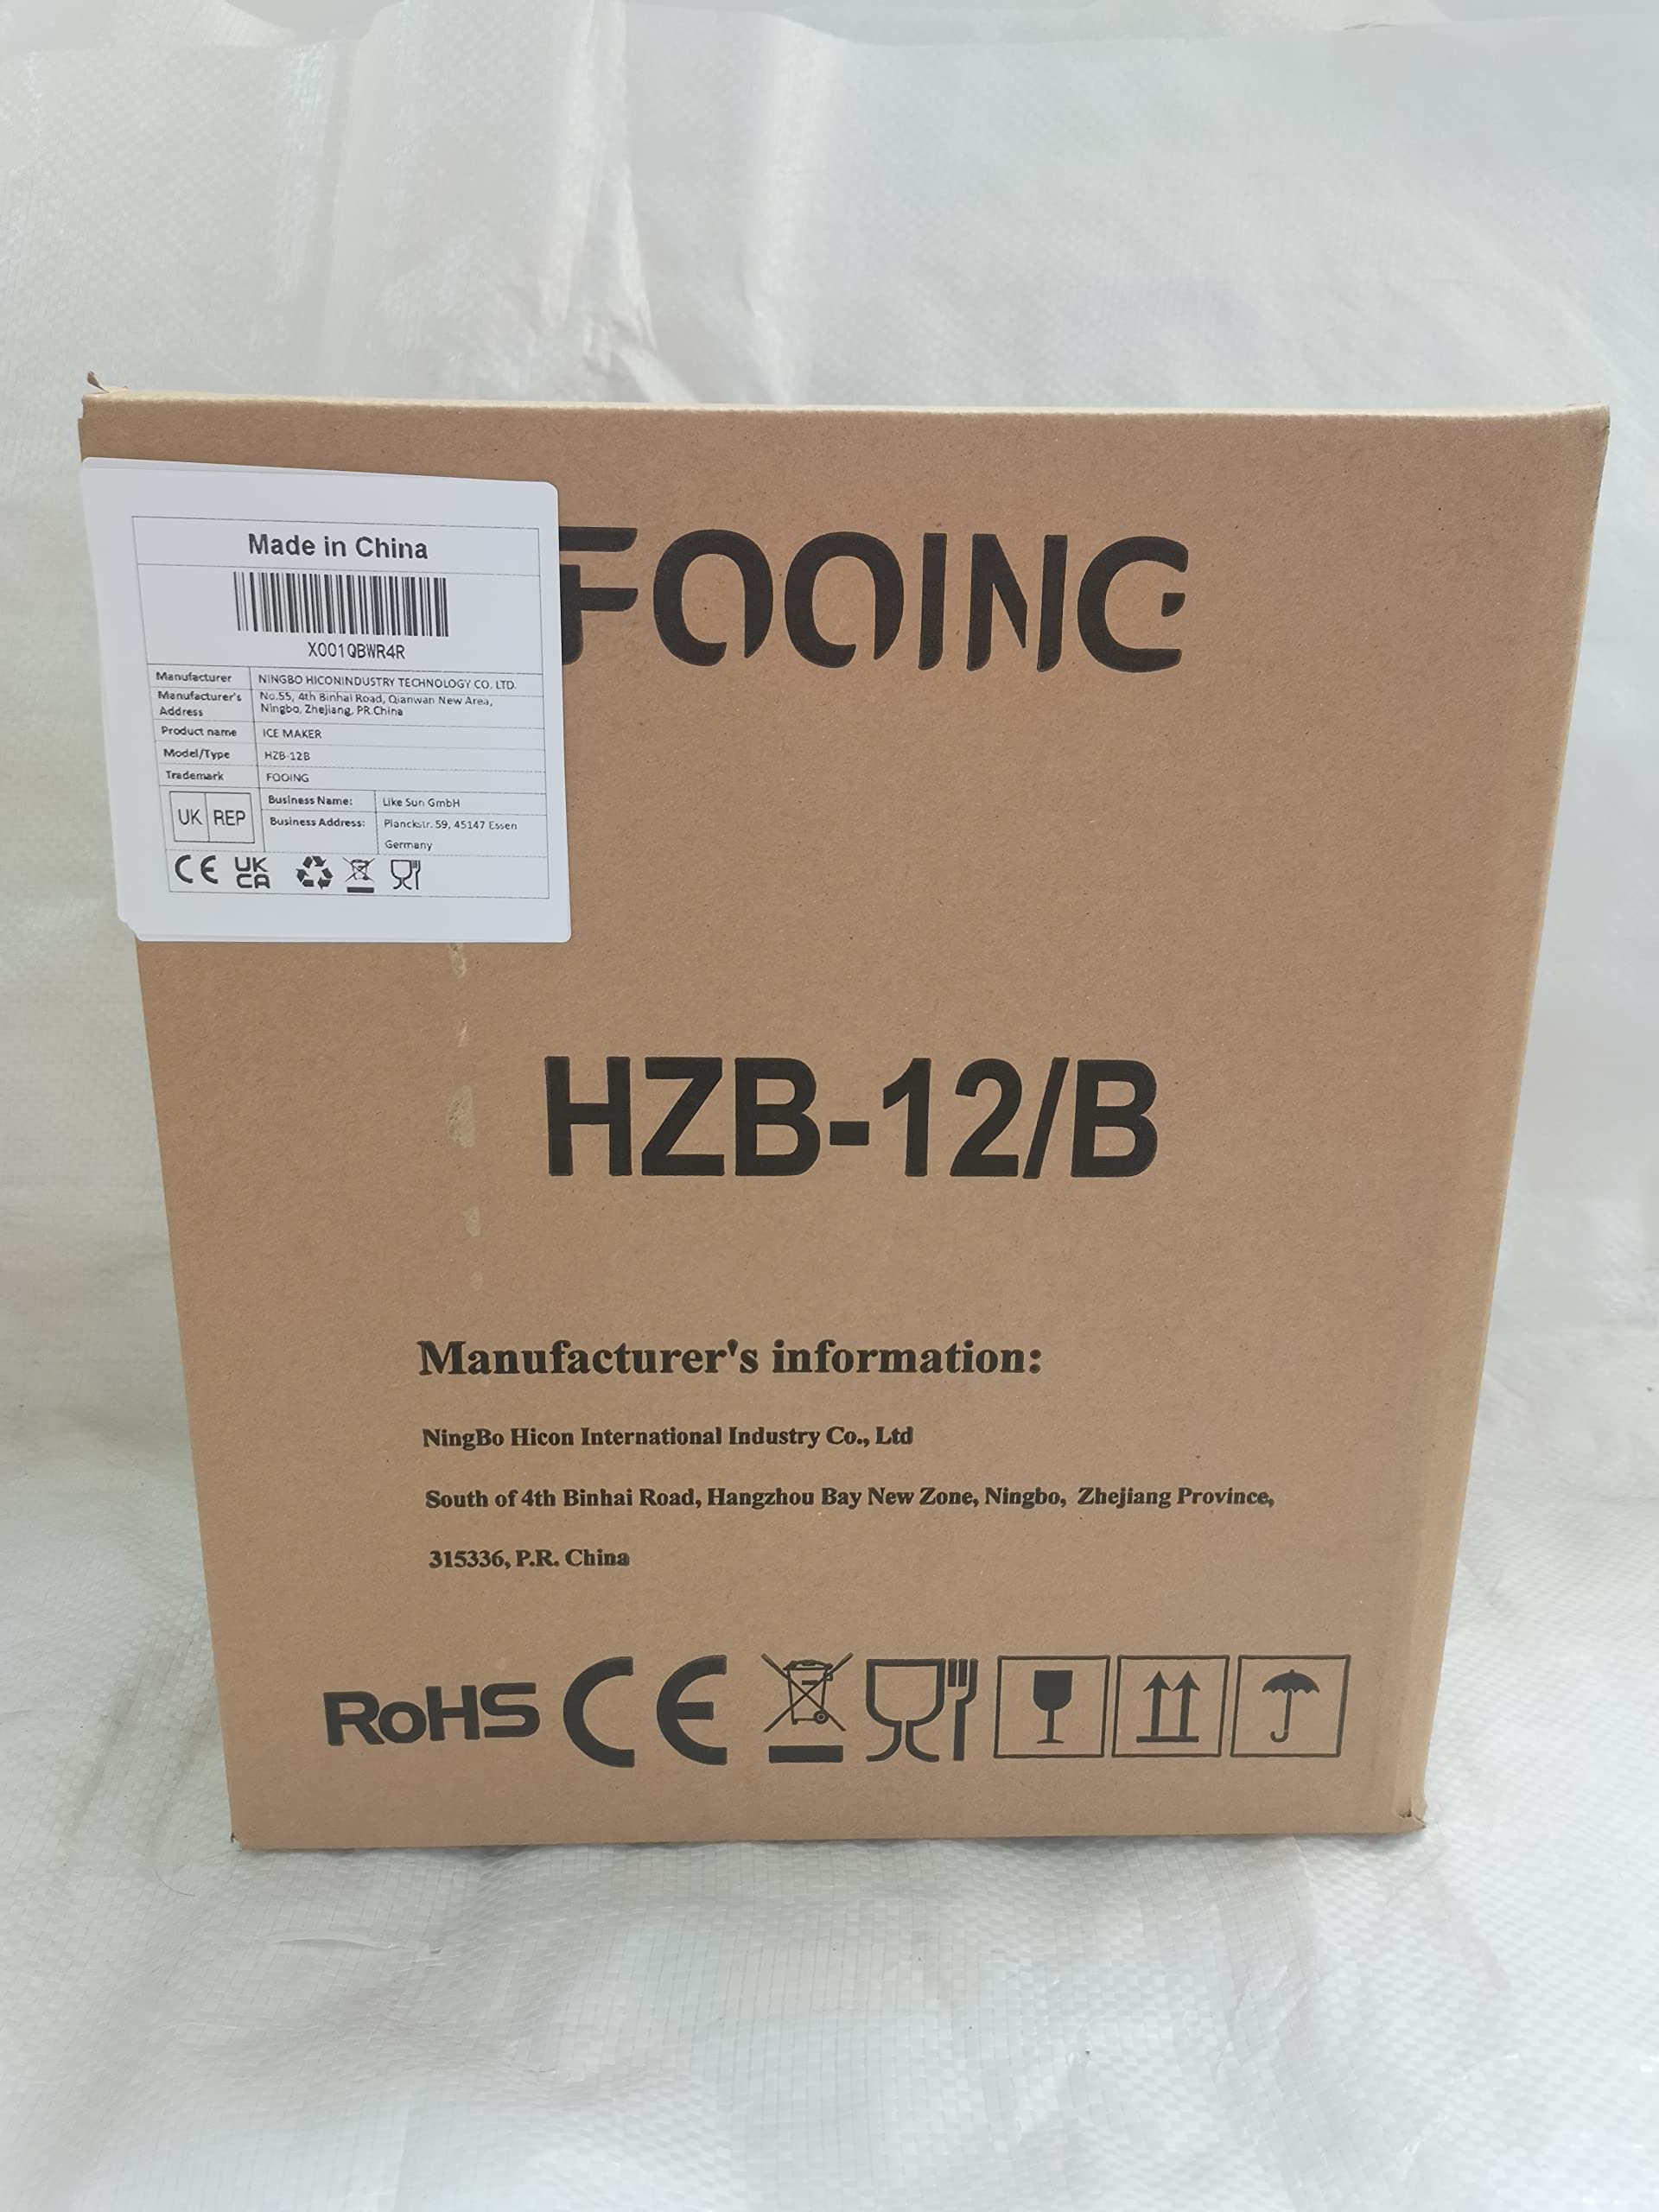 Made in China
X001QBWR4R
Manufacturer NINGBO HICONINDUSTRY TECHNOLOGY CO. LTD.
Manufacturer's Address No.55, 4th Binhai Road, Qianwan New Area,
Ningbo, Zhejiang, PR.China
Product name ICE MAKER
Model/Type HZB-12B
Trademark FOOING
UK REP
Business Name: Like Sun GmbH
Business Address: Planckstr. 59, 45147 Essen
Germany
CE UK CA
FOOING
HZB-12/B
Manufacturer's information:
NingBo Hicon International Industry Co., Ltd
South of 4th Binhai Road, Hangzhou Bay New Zone, Ningbo, Zhejiang Province,
315336, P.R. China
RoHS CE